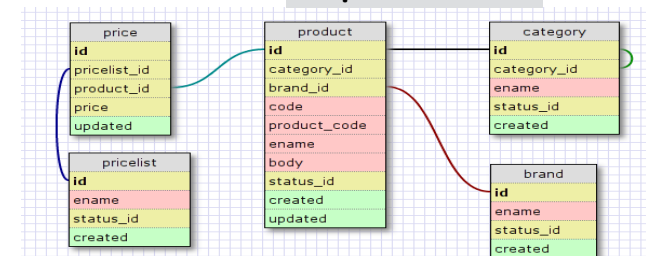 price
id
pricelist_id
product_id
price
updated
pricelist
id
ename
status_id
created
product
id
category_id
brand_id
code
product_code
ename
body
status_id
created
updated
category
id
category_id
ename
status_id
created
brand
id
ename
status_id
created